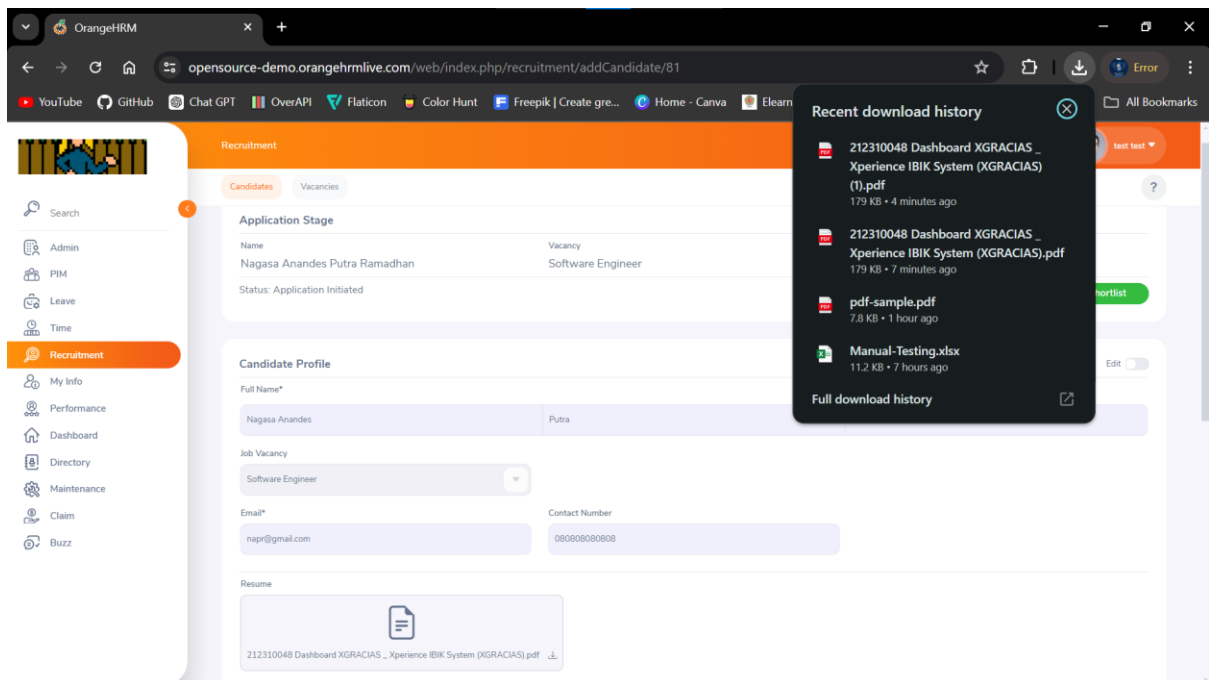 OrangeHRM
opensource-demo.orangehrmlive.com/web/index.php/recruitment/addCandidate/81
Error
YouTube GitHub Chat GPT OverAPI Flaticon Color Hunt Freepik | Create gre... Home - Canva Elearn All Bookmarks
Recent download history
212310048 Dashboard XGRACIAS _
Xperience IBIK System (XGRACIAS)
(1).pdf
179 KB • 4 minutes ago
212310048 Dashboard XGRACIAS _
Xperience IBIK System (XGRACIAS).pdf
179 KB • 7 minutes ago
pdf-sample.pdf
7.8 KB • 1 hour ago
Manual-Testing.xlsx
11.2 KB • 7 hours ago
Full download history
Search
Admin
PIM
Leave
Time
Recruitment
My Info
Performance
Dashboard
Directory
Maintenance
Claim
Buzz
Recruitment
test test
Candidates Vacancies ?
Application Stage
Name Vacancy
Nagasa Anandes Putra Ramadhan Software Engineer
Status: Application Initiated
hortlist
Candidate Profile Edit
Full Name*
Nagasa Anandes Putra
Job Vacancy
Software Engineer
Email* Contact Number
napr@gmail.com 080808080808
Resume
212310048 Dashboard XGRACIAS _ Xperience IBIK System (XGRACIAS).pdf